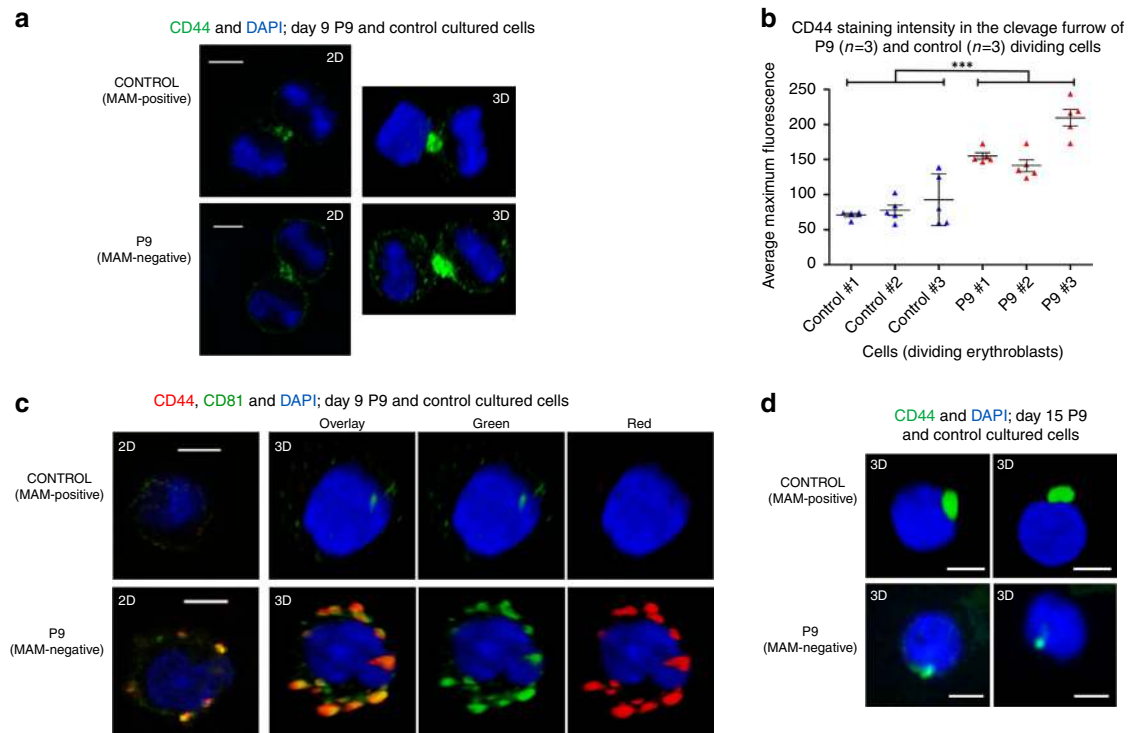 a
CD44 and DAPI; day 9 P9 and control cultured cells
CONTROL
(MAM-positive)
2D
3D
P9
(MAM-negative)
2D
3D
b
CD44 staining intensity in the clevage furrow of
P9 (n=3) and control (n=3) dividing cells
***
Average maximum fluorescence
250
200
150
100
50
0
Control #1
Control #2
Control #3
P9 #1
P9 #2
P9 #3
Cells (dividing erythroblasts)
c
CD44, CD81 and DAPI; day 9 P9 and control cultured cells
Overlay
Green
Red
CONTROL
(MAM-positive)
2D
3D
P9
(MAM-negative)
2D
3D
d
CD44 and DAPI; day 15 P9
and control cultured cells
CONTROL
(MAM-positive)
3D
3D
P9
(MAM-negative)
3D
3D